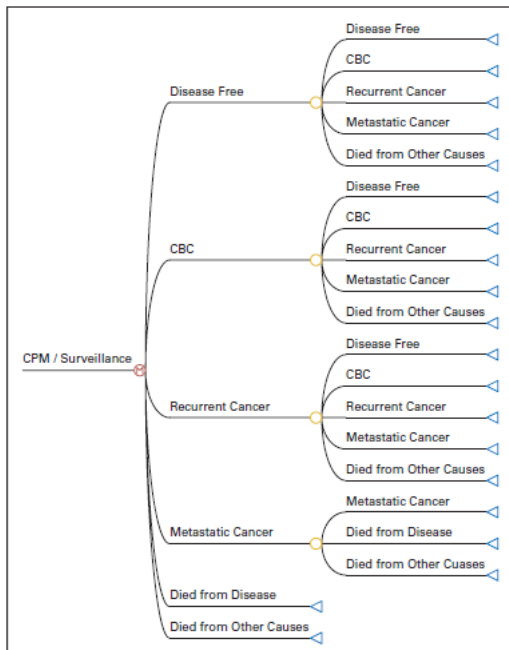 Disease Free
CBC
Disease Free
Recurrent Cancer
Metastatic Cancer
Died from Other Causes
Disease Free
CBC
CBC
Recurrent Cancer
Metastatic Cancer
Died from Other Causes
Disease Free
CPM / Surveillance
CBC
Recurrent Cancer
Recurrent Cancer
Metastatic Cancer
Died from Other Causes
Metastatic Cancer
Metastatic Cancer
Died from Disease
Died from Other Cuases
Died from Disease
Died from Other Causes